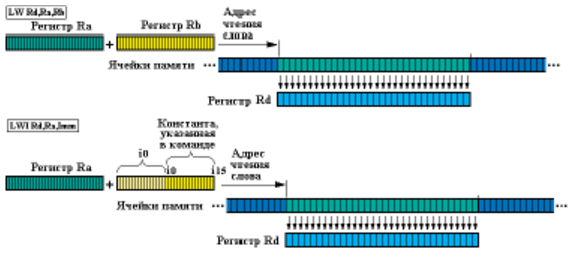 LW Rd,Ra,Rb
Регистр Ra
Регистр Rb
Адрес
чтения
слова
+
Ячейки памяти ...
...
Регистр Rd
LWI Rd,Ra,Imm
Константа,
указанная
в команде
i0
i0
i15
Регистр Ra
Адрес
чтения
слова
+
Ячейки памяти ...
...
Регистр Rd